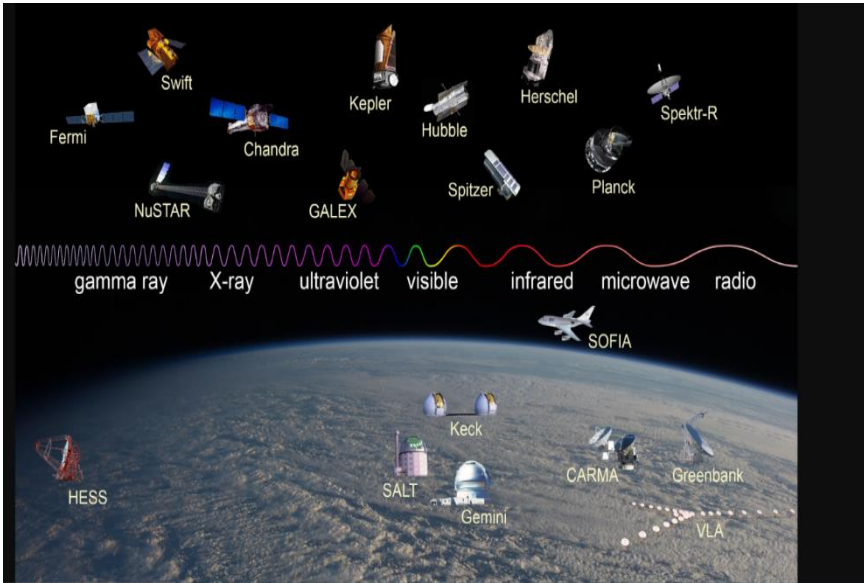 Swift
Kepler
Herschel
Spektr-R
Fermi
Chandra
Hubble
NuSTAR
GALEX
Spitzer
Planck
gamma ray X-ray ultraviolet visible infrared microwave radio
SOFIA
Keck
HESS
SALT
Gemini
CARMA
Greenbank
VLA